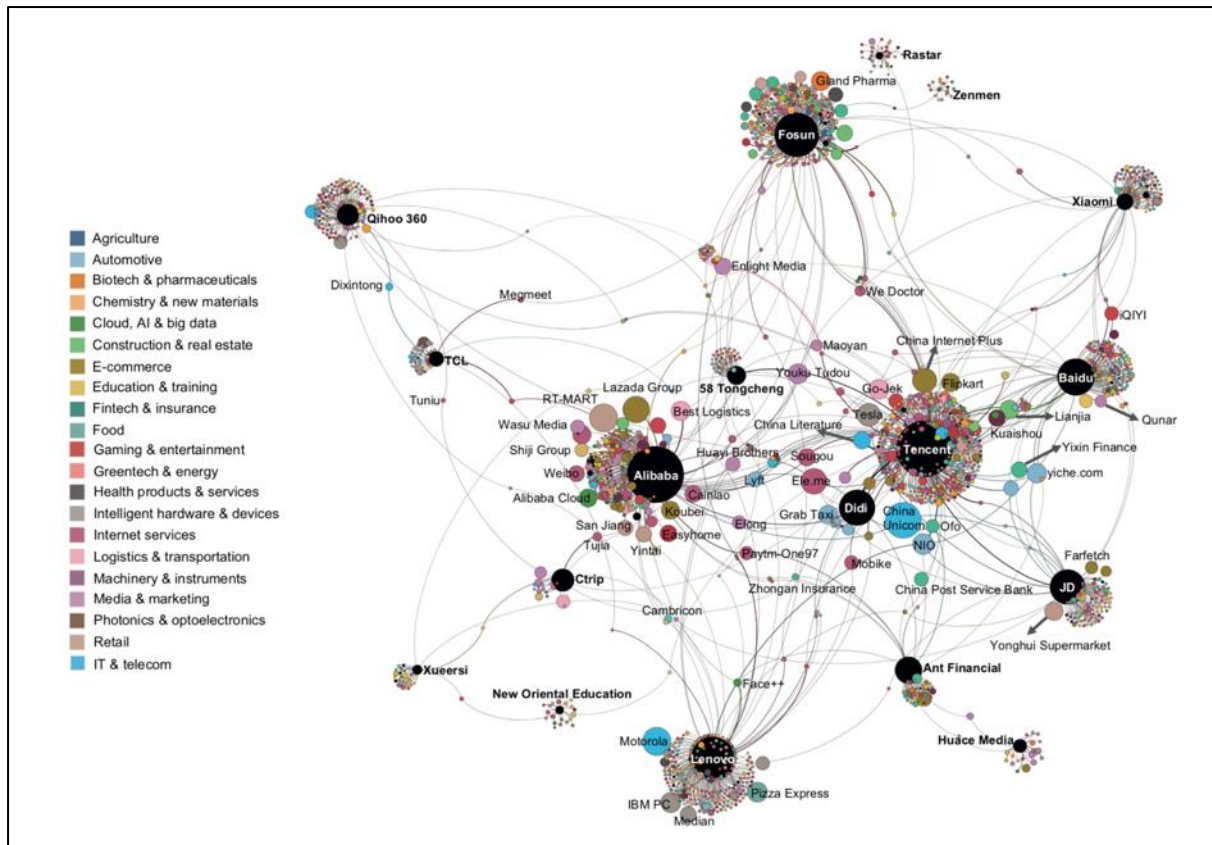 Rastar
Gland Pharma
Zenmen
Fosun
Xiaomi
Qihoo 360
Agriculture
Automotive
Biotech & pharmaceuticals
Chemistry & new materials
Cloud, AI & big data
Construction & real estate
E-commerce
Education & training
Fintech & insurance
Food
Gaming & entertainment
Greentech & energy
Health products & services
Intelligent hardware & devices
Internet services
Logistics & transportation
Machinery & instruments
Media & marketing
Photonics & optoelectronics
Retail
IT & telecom
Enlight Media
Dixintong
Megmeet
We Doctor
iQIYI
China Internet Plus
Maoyan
TCL
Youku Tudou
58 Tongcheng
Baidu
Go-Jek
Flipkart
Lazada Group
Tuniu
RT-MART
Best Logistics
Tesla
Lianjia
Qunar
Wasu Media
China Literature
Kuaishou
Yixin Finance
Shiji Group
Huayi Brothers
Sougou
Tencent
Weibo
Alibaba
Lyft
Ele.me
yiche.com
Alibaba Cloud
Cainlao
Koubei
Grab Taxi
Didi
China
Unicom
Ofo
San Jiang
Elong
Easyhome
Yintai
NIO
Tujia
Paytm-One97
Mobike
Farfetch
Ctrip
Zhongan Insurance
China Post Service Bank
JD
Cambricon
Yonghui Supermarket
Xueersi
Ant Financial
Face++
New Oriental Education
Motorola
Huace Media
Lenovo
Pizza Express
IBM PC
Median